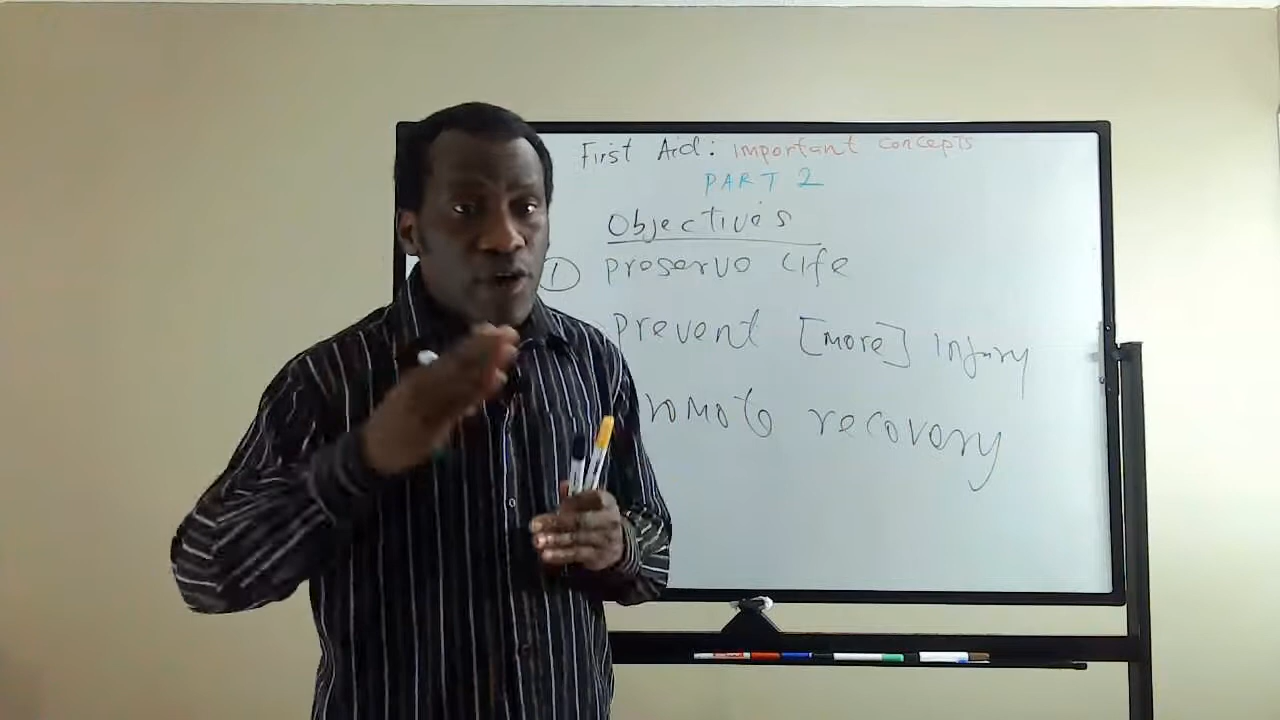 First Aid: Important concepts
PART 2
Objectives
① preserve life
prevent [more] injury
romote recovery